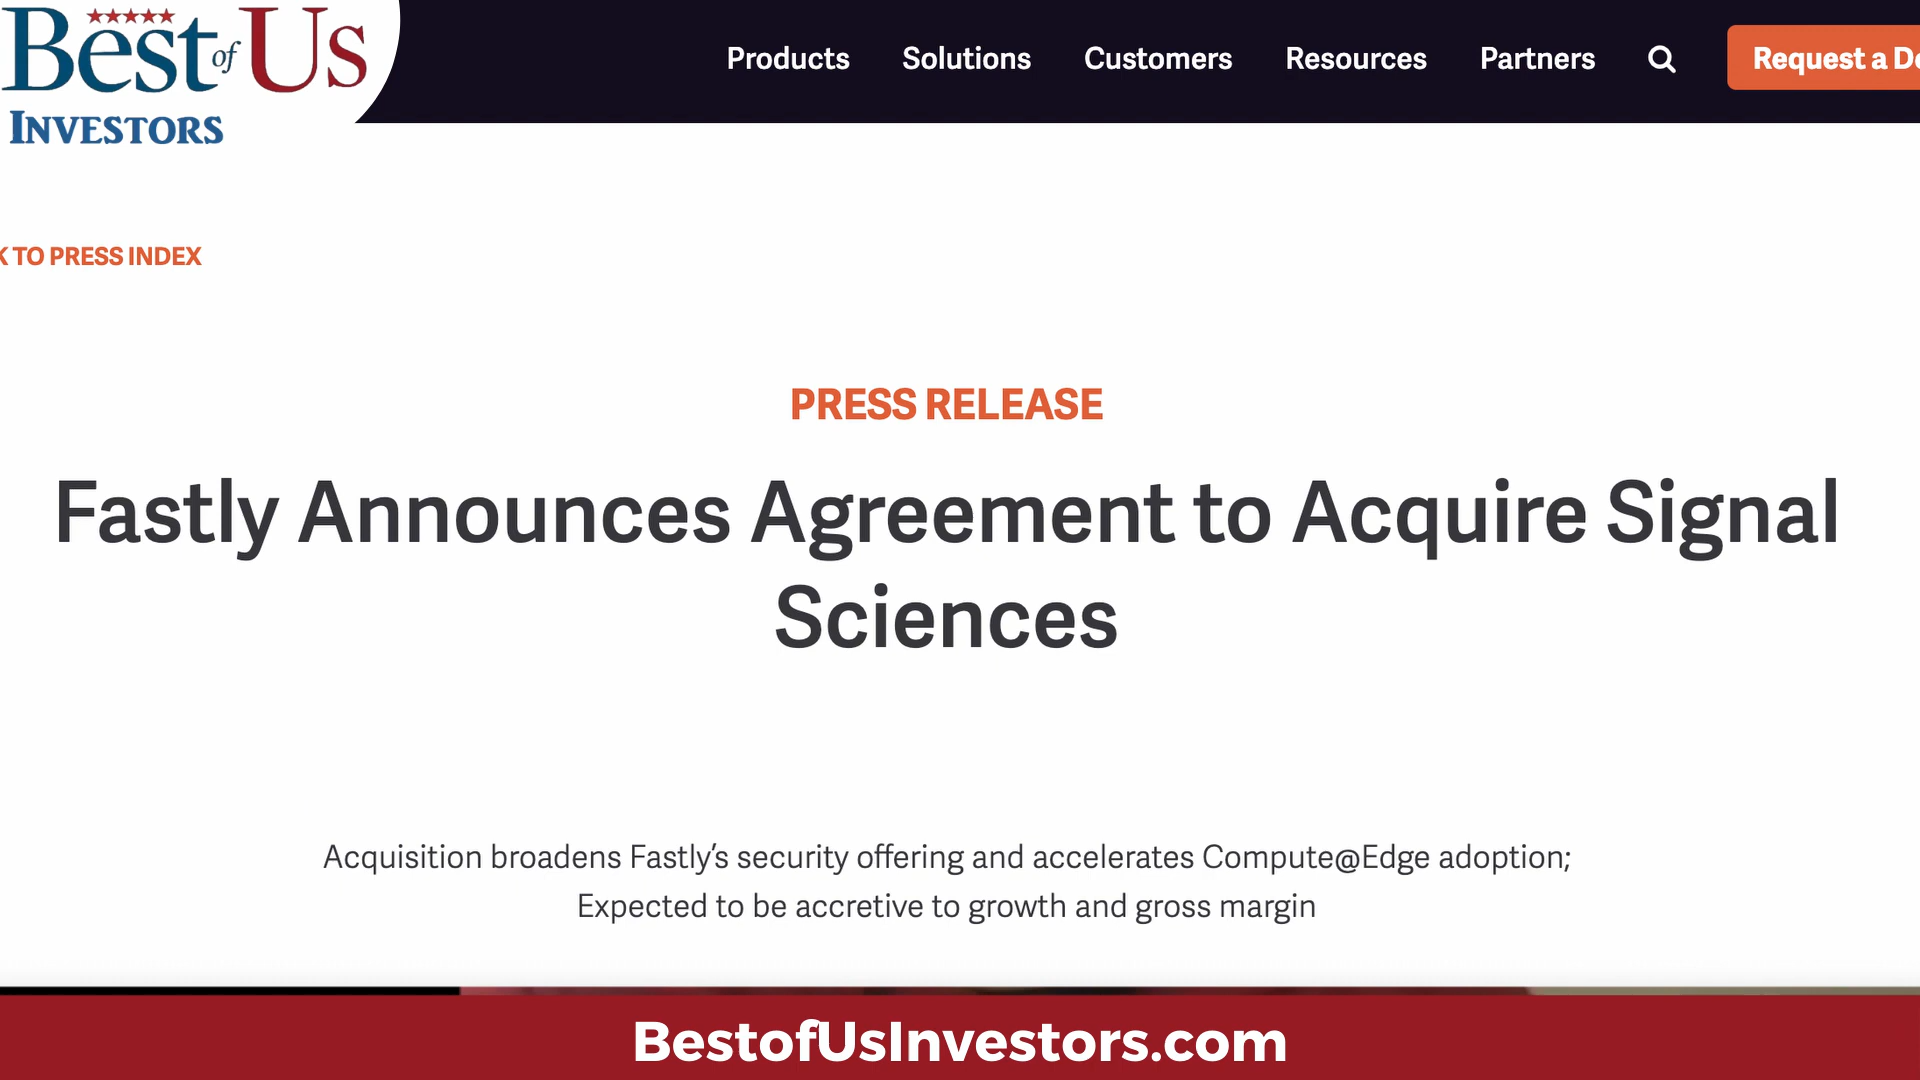 Best of Us
INVESTORS
Products Solutions Customers Resources Partners Request a
K TO PRESS INDEX
PRESS RELEASE
Fastly Announces Agreement to Acquire Signal
Sciences
Acquisition broadens Fastly’s security offering and accelerates Compute@Edge adoption;
Expected to be accretive to growth and gross margin
BestofUsInvestors.com